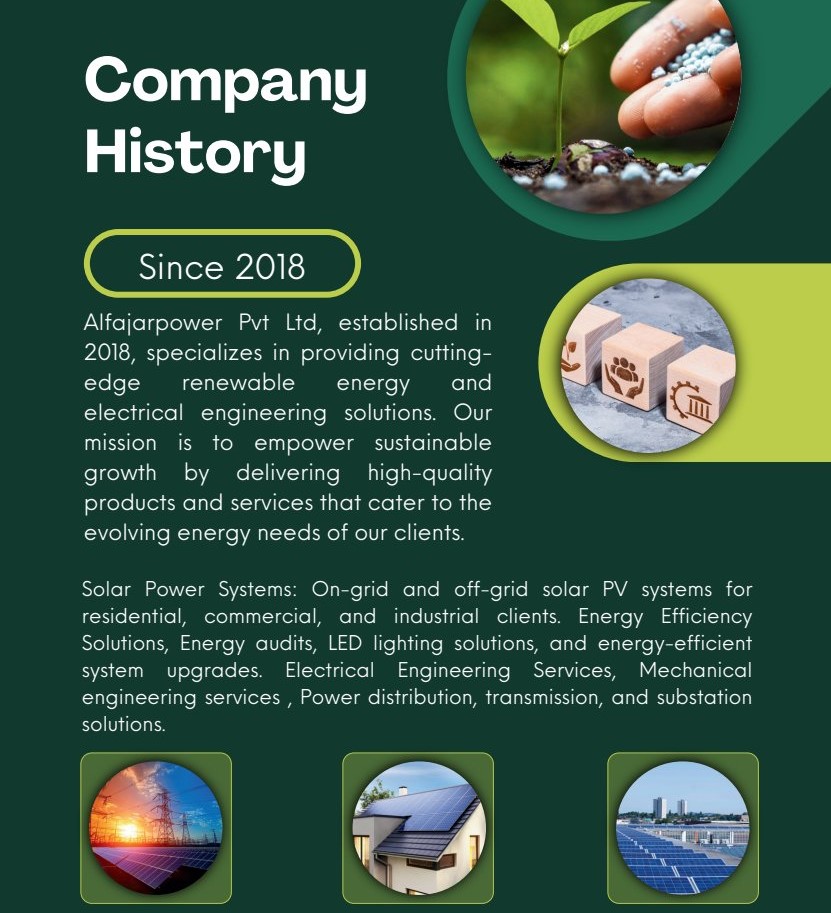 Company
History
Since 2018
Alfajarpower Pvt Ltd, established in
2018, specializes in providing cutting-
edge renewable energy and
electrical engineering solutions. Our
mission is to empower sustainable
growth by delivering high-quality
products and services that cater to the
evolving energy needs of our clients.
Solar Power Systems: On-grid and off-grid solar PV systems for
residential, commercial, and industrial clients. Energy Efficiency
Solutions, Energy audits, LED lighting solutions, and energy-efficient
system upgrades. Electrical Engineering Services, Mechanical
engineering services , Power distribution, transmission, and substation
solutions.